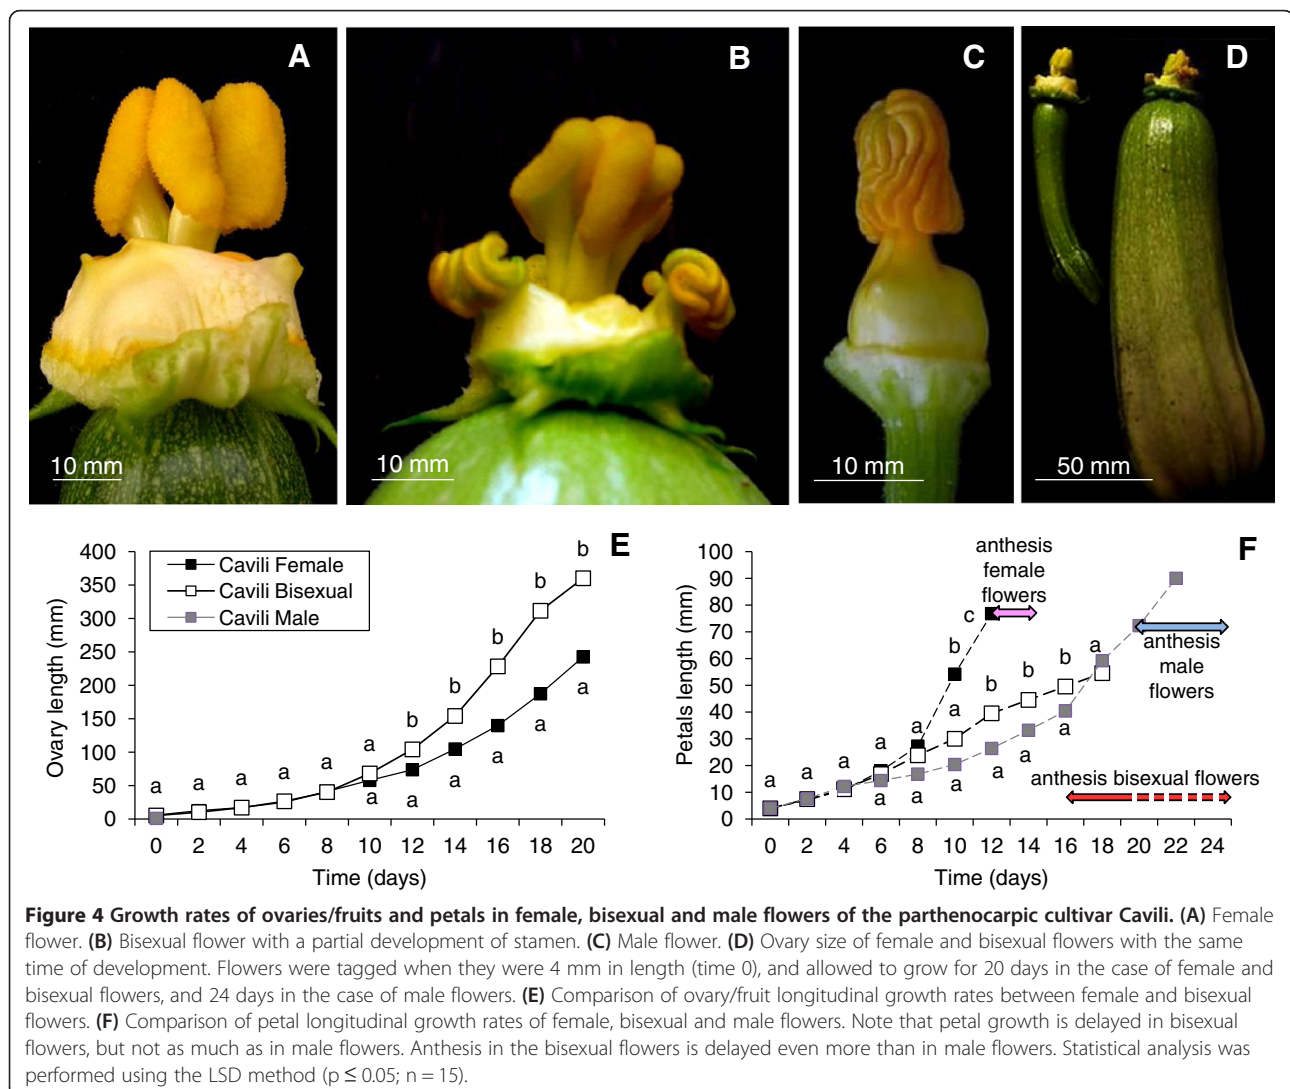 A
B
C
D
10 mm
10 mm
10 mm
50 mm
E
Cavili Female
Cavili Bisexual
Cavili Male
Ovary length (mm)
400
350
300
250
200
150
100
50
0
a a a a a a b b b b b
a a a a a a
0 2 4 6 8 10 12 14 16 18 20
Time (days)
F
Petals length (mm)
100
90
80
70
60
50
40
30
20
10
0
anthesis
female
flowers
anthesis
male
flowers
anthesis bisexual flowers
a a a a a b c
a b b b a
a a a a a a
0 2 4 6 8 10 12 14 16 18 20 22 24
Time (days)
Figure 4 Growth rates of ovaries/fruits and petals in female, bisexual and male flowers of the parthenocarpic cultivar Cavili. (A) Female
flower. (B) Bisexual flower with a partial development of stamen. (C) Male flower. (D) Ovary size of female and bisexual flowers with the same
time of development. Flowers were tagged when they were 4 mm in length (time 0), and allowed to grow for 20 days in the case of female and
bisexual flowers, and 24 days in the case of male flowers. (E) Comparison of ovary/fruit longitudinal growth rates between female and bisexual
flowers. (F) Comparison of petal longitudinal growth rates of female, bisexual and male flowers. Note that petal growth is delayed in bisexual
flowers, but not as much as in male flowers. Anthesis in the bisexual flowers is delayed even more than in male flowers. Statistical analysis was
performed using the LSD method (p ≤ 0.05; n = 15).